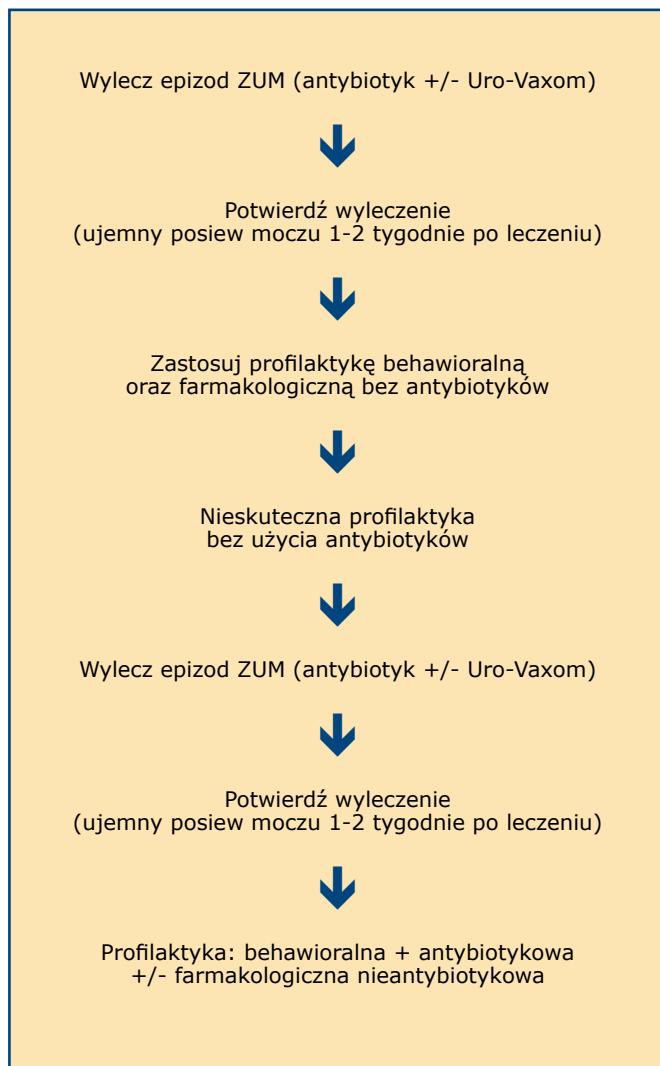 Wylecz epizod ZUM (antybiotyk +/- Uro-Vaxom)
Potwierdź wyleczenie
(ujemny posiew moczu 1-2 tygodnie po leczeniu)
Zastosuj profilaktykę behawioralną
oraz farmakologiczną bez antybiotyków
Nieskuteczna profilaktyka
bez użycia antybiotyków
Wylecz epizod ZUM (antybiotyk +/- Uro-Vaxom)
Potwierdź wyleczenie
(ujemny posiew moczu 1-2 tygodnie po leczeniu)
Profilaktyka: behawioralna + antybiotykowa
+/- farmakologiczna nieantybiotykowa